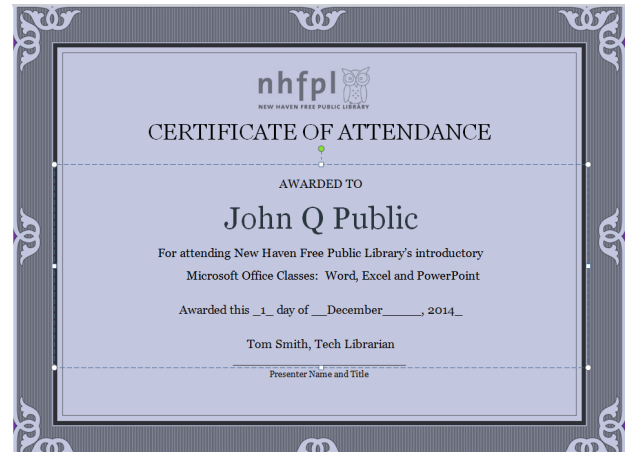 nhfpl
NEW HAVEN FREE PUBLIC LIBRARY
CERTIFICATE OF ATTENDANCE
AWARDED TO
John Q Public
For attending New Haven Free Public Library's introductory
Microsoft Office Classes:  Word, Excel and PowerPoint
Awarded this _1_ day of __December_____, 2014_
Tom Smith, Tech Librarian
Presenter Name and Title